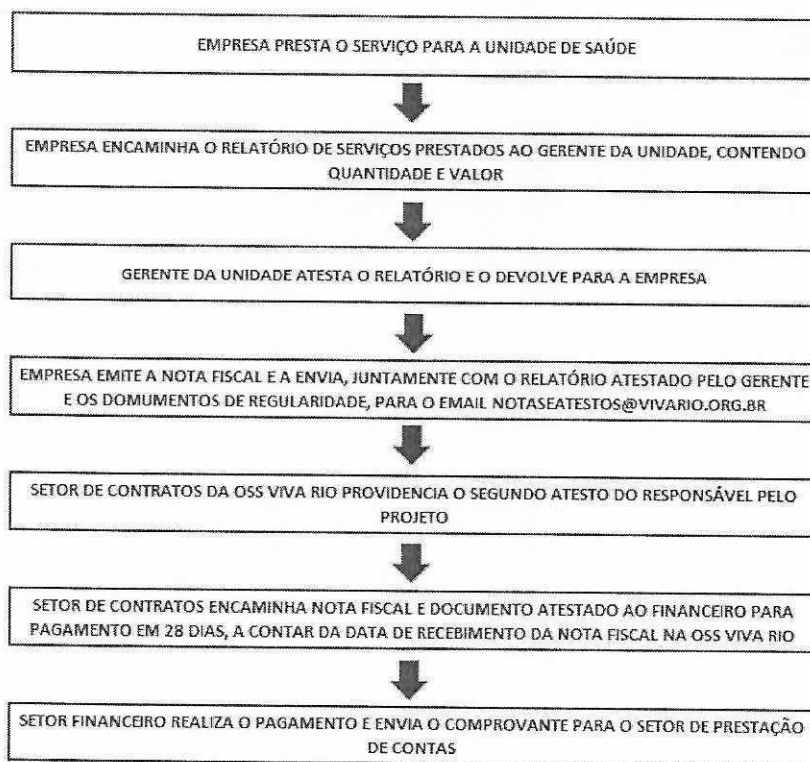 EMPRESA PRESTA O SERVIÇO PARA A UNIDADE DE SAÚDE
EMPRESA ENCAMINHA O RELATÓRIO DE SERVIÇOS PRESTADOS AO GERENTE DA UNIDADE, CONTENDO
QUANTIDADE E VALOR
GERENTE DA UNIDADE ATESTA O RELATÓRIO E O DEVOLVE PARA A EMPRESA
EMPRESA EMITE A NOTA FISCAL E A ENVIA, JUNTAMENTE COM O RELATÓRIO ATESTADO PELO GERENTE
E OS DOMUMENTOS DE REGULARIDADE, PARA O EMAIL NOTASEATESTOS@VIVARIO.ORG.BR
SETOR DE CONTRATOS DA OSS VIVA RIO PROVIDENCIA O SEGUNDO ATESTO DO RESPONSÁVEL PELO
PROJETO
SETOR DE CONTRATOS ENCAMINHA NOTA FISCAL E DOCUMENTO ATESTADO AO FINANCEIRO PARA
PAGAMENTO EM 28 DIAS, A CONTAR DA DATA DE RECEBIMENTO DA NOTA FISCAL NA OSS VIVA RIO
SETOR FINANCEIRO REALIZA O PAGAMENTO E ENVIA O COMPROVANTE PARA O SETOR DE PRESTAÇÃO
DE CONTAS